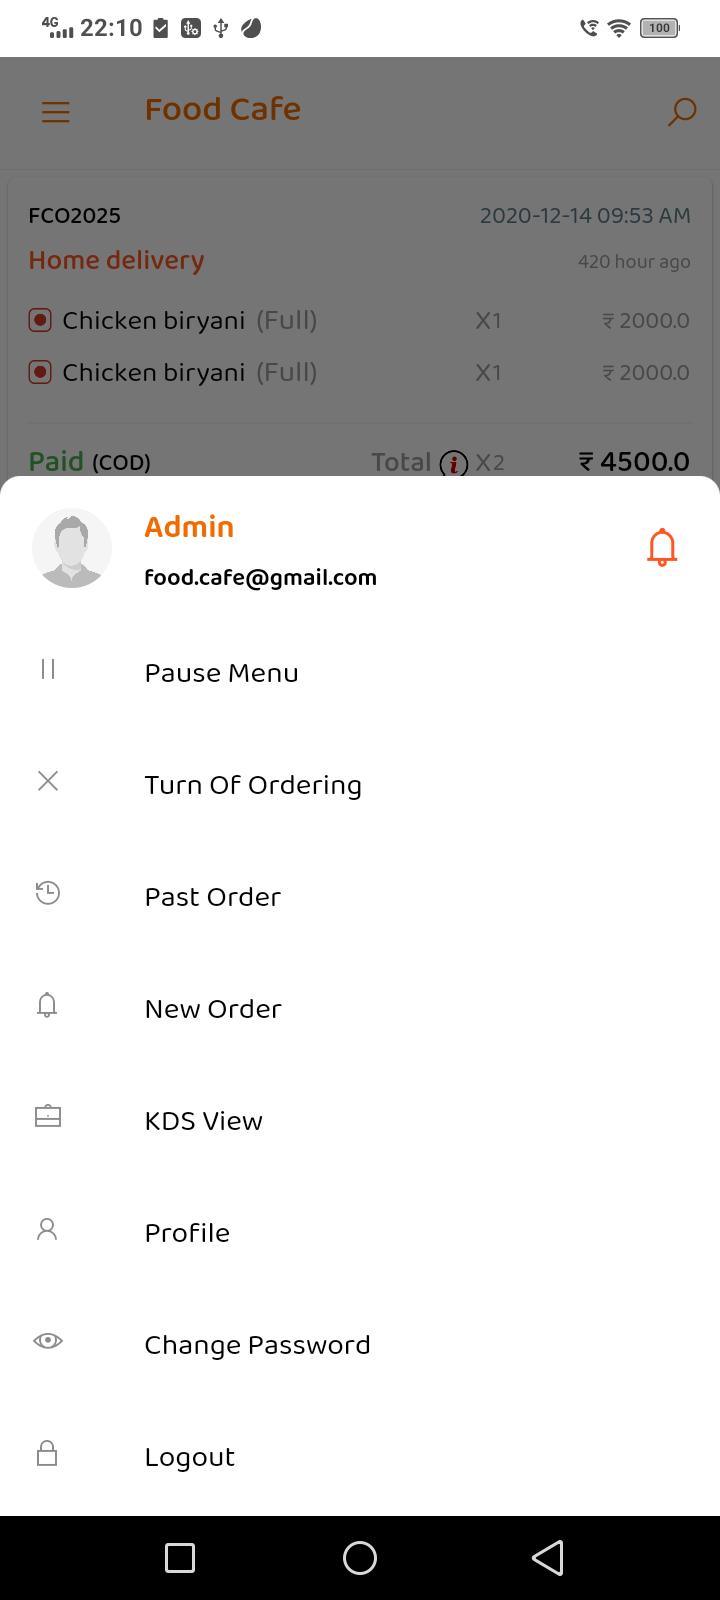 4G 22:10 100
Food Cafe
FCO2025 2020-12-14 09:53 AM
Home delivery 420 hour ago
Chicken biryani (Full) X1 ₹ 2000.0
Chicken biryani (Full) X1 ₹ 2000.0
Paid (COD) Total i X2 ₹ 4500.0
Admin
food.cafe@gmail.com
Pause Menu
Turn Of Ordering
Past Order
New Order
KDS View
Profile
Change Password
Logout